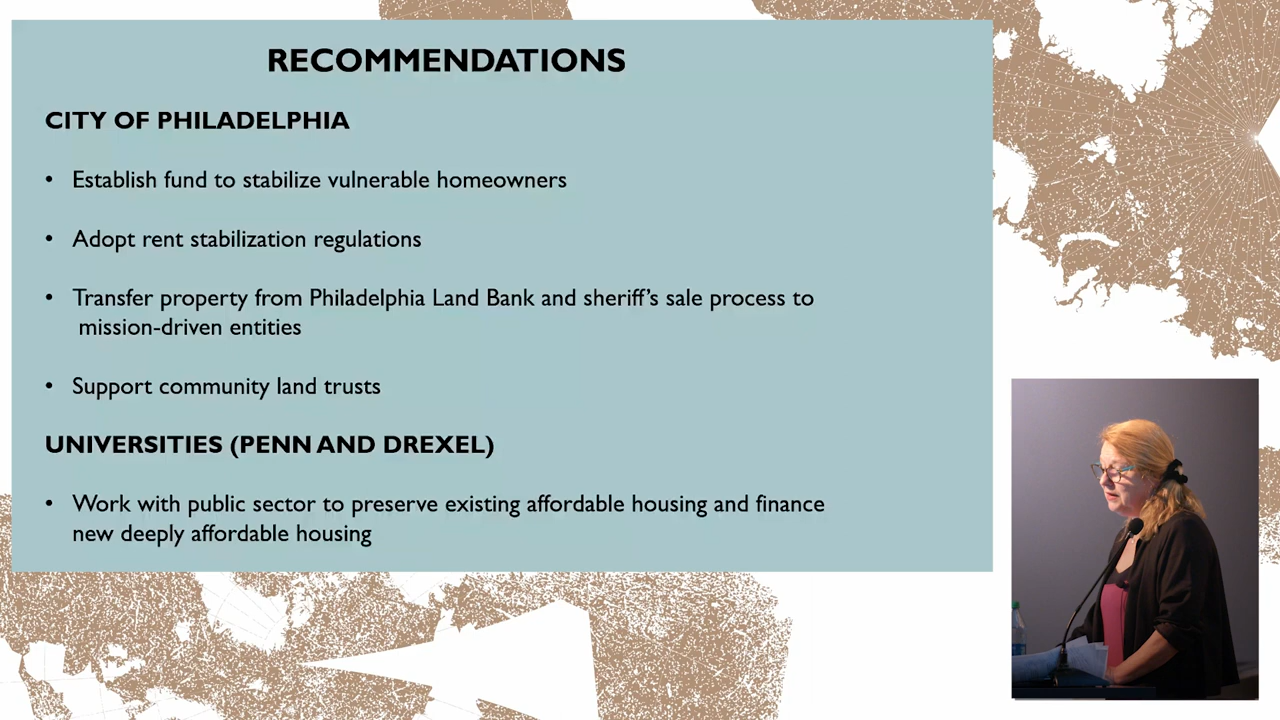 RECOMMENDATIONS
CITY OF PHILADELPHIA
• Establish fund to stabilize vulnerable homeowners
• Adopt rent stabilization regulations
• Transfer property from Philadelphia Land Bank and sheriff's sale process to
mission-driven entities
• Support community land trusts
UNIVERSITIES (PENN AND DREXEL)
• Work with public sector to preserve existing affordable housing and finance
new deeply affordable housing